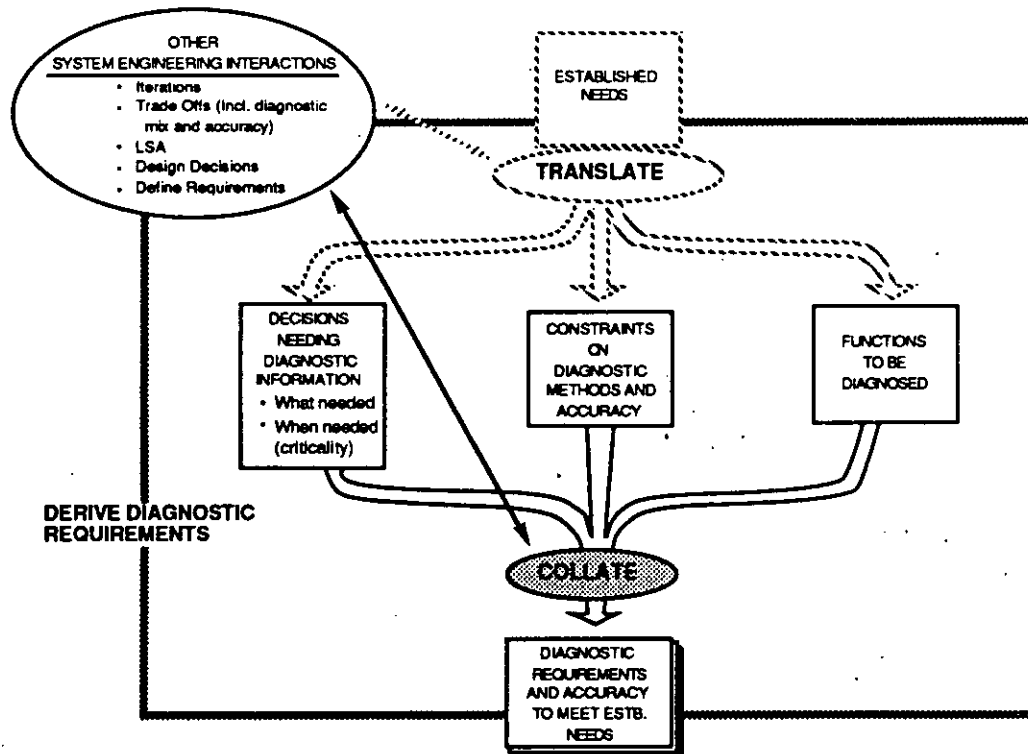 OTHER
SYSTEM ENGINEERING INTERACTIONS
• Iterations
• Trade Offs (Incl. diagnostic
mix and accuracy)
• LSA
• Design Decisions
• Define Requirements
ESTABLISHED
NEEDS
TRANSLATE
DECISIONS
NEEDING
DIAGNOSTIC
INFORMATION
• What needed
• When needed
(criticality)
CONSTRAINTS
ON
DIAGNOSTIC
METHODS AND
ACCURACY
FUNCTIONS
TO BE
DIAGNOSED
DERIVE DIAGNOSTIC
REQUIREMENTS
COLLATE
DIAGNOSTIC
REQUIREMENTS
AND ACCURACY
TO MEET ESTB.
NEEDS